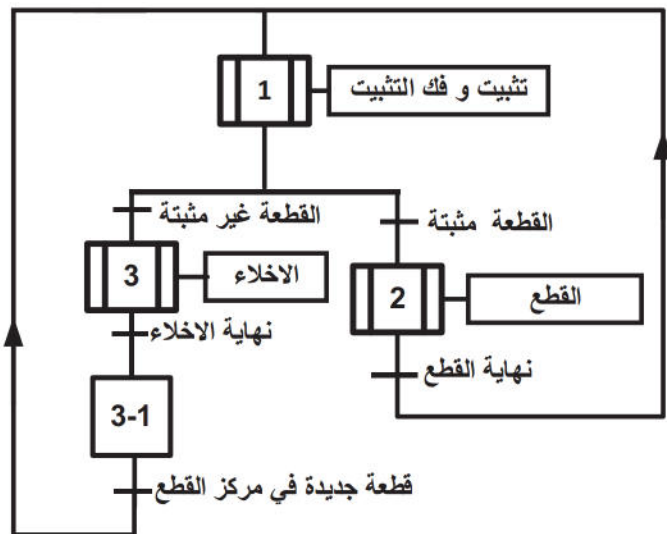 1
تثبيت و فك التثبيت
القطعة غير مثبتة
القطعة مثبتة
3
الاخلاء
2
القطع
نهاية الاخلاء
نهاية القطع
3-1
قطعة جديدة في مركز القطع